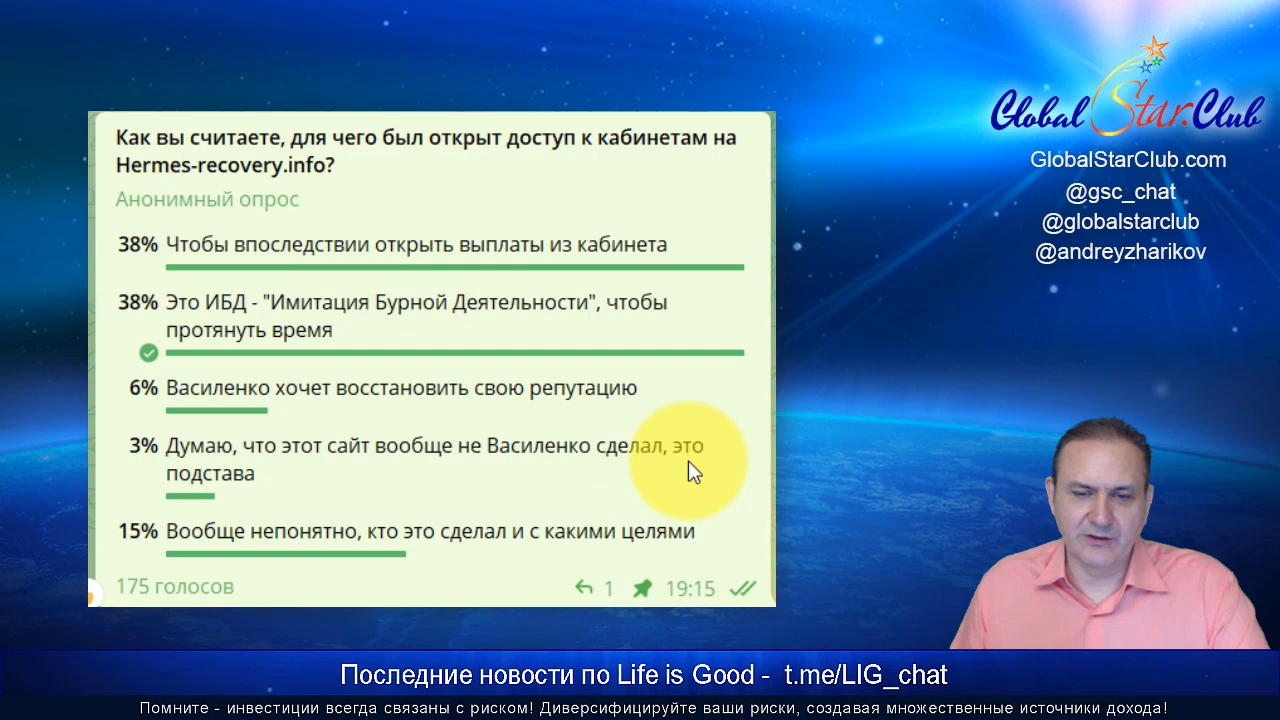 Как вы считаете, для чего был открыт доступ к кабинетам на
Hermes-recovery.info?
Анонимный опрос
38% Чтобы впоследствии открыть выплаты из кабинета
38% Это ИБД - "Имитация Бурной Деятельности", чтобы
протянуть время
6% Василенко хочет восстановить свою репутацию
3% Думаю, что этот сайт вообще не Василенко сделал, это
подстава
15% Вообще непонятно, кто это сделал и с какими целями
175 голосов
1 19:15
Global Star.Club
GlobalStarClub.com
@gsc_chat
@globalstarclub
@andreyzharikov
Последние новости по Life is Good - t.me/LIG_chat
Помните - инвестиции всегда связаны с риском! Диверсифицируйте ваши риски, создавая множественные источники дохода!